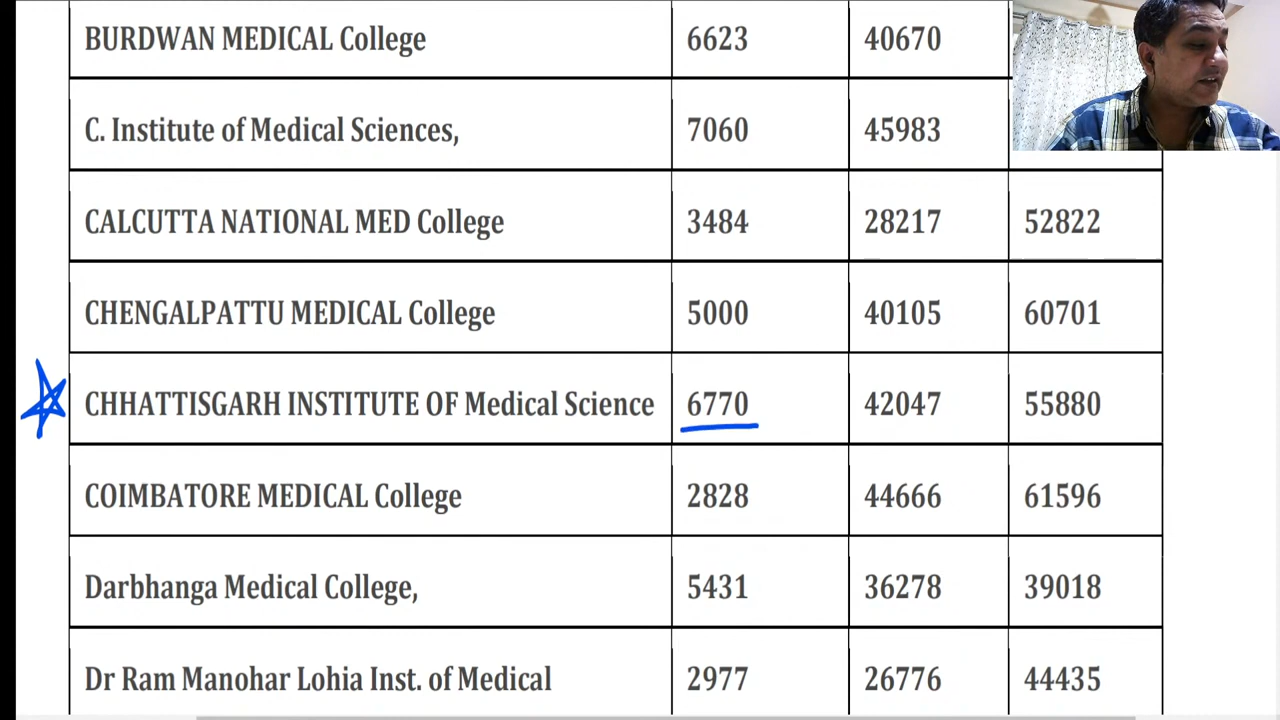 BURDWAN MEDICAL College 6623 40670
C. Institute of Medical Sciences, 7060 45983
CALCUTTA NATIONAL MED College 3484 28217 52822
CHENGALPATTU MEDICAL College 5000 40105 60701
CHHATTISGARH INSTITUTE OF Medical Science 6770 42047 55880
COIMBATORE MEDICAL College 2828 44666 61596
Darbhanga Medical College, 5431 36278 39018
Dr Ram Manohar Lohia Inst. of Medical 2977 26776 44435